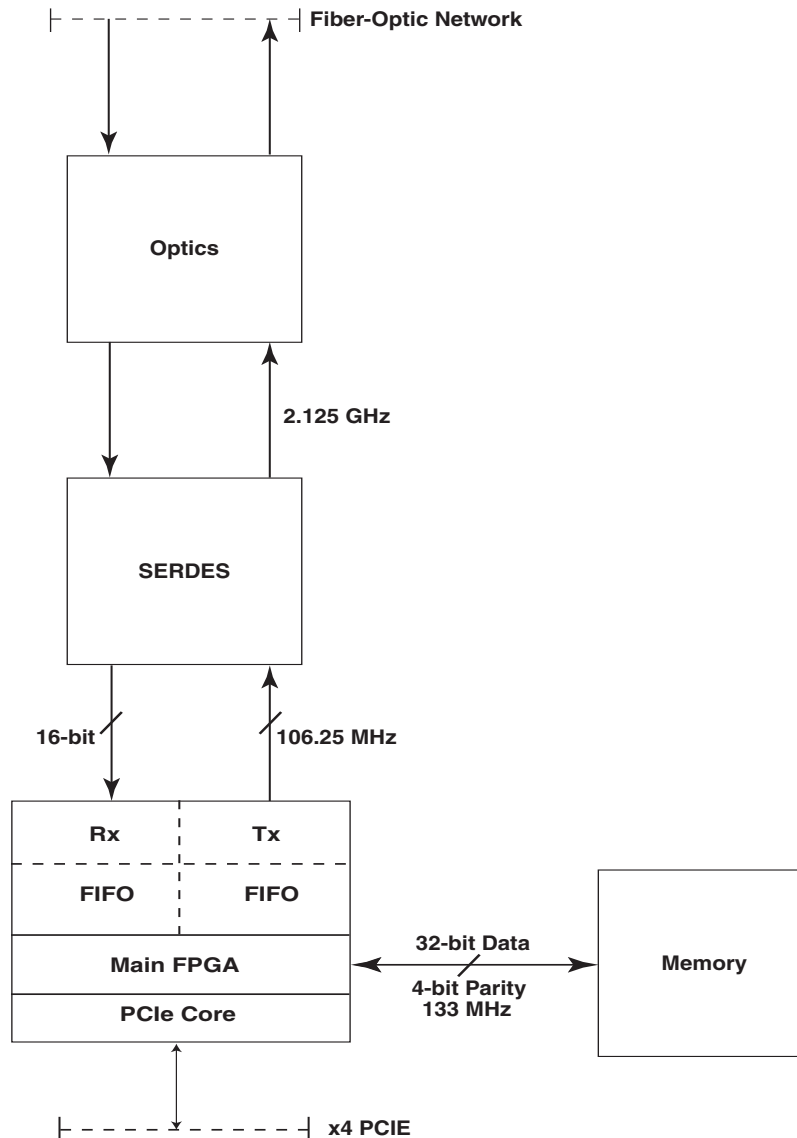 Fiber-Optic Network
Optics
2.125 GHz
SERDES
16-bit
106.25 MHz
Rx
Tx
FIFO
FIFO
Main FPGA
32-bit Data
4-bit Parity
133 MHz
Memory
PCIe Core
x4 PCIE